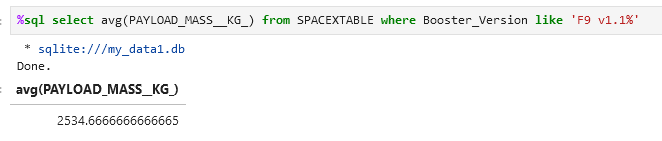 %sql select avg(PAYLOAD_MASS__KG_) from SPACEXTABLE where Booster_Version like 'F9 v1.1%'
* sqlite:///my_data1.db
Done.
avg(PAYLOAD_MASS__KG_)
2534.6666666666665